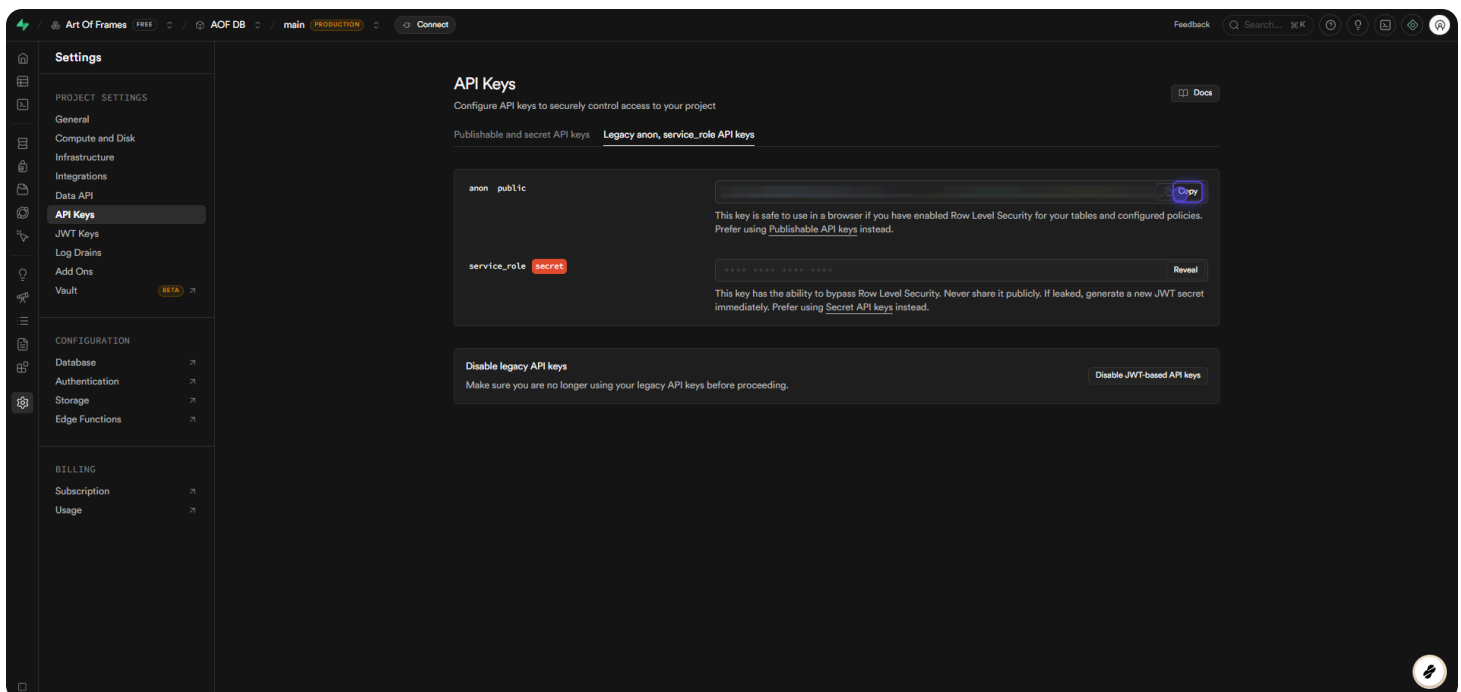 Art Of Frames FREE / AOF DB / main PRODUCTION Connect
Feedback Search... ⌘K
Settings
PROJECT SETTINGS
General
Compute and Disk
Infrastructure
Integrations
Data API
API Keys
JWT Keys
Log Drains
Add Ons
Vault BETA
CONFIGURATION
Database
Authentication
Storage
Edge Functions
BILLING
Subscription
Usage
API Keys
Configure API keys to securely control access to your project
Docs
Publishable and secret API keys Legacy anon, service_role API keys
anon public
Copy
This key is safe to use in a browser if you have enabled Row Level Security for your tables and configured policies.
Prefer using Publishable API keys instead.
service_role secret
**** **** **** ****
Reveal
This key has the ability to bypass Row Level Security. Never share it publicly. If leaked, generate a new JWT secret
immediately. Prefer using Secret API keys instead.
Disable legacy API keys
Make sure you are no longer using your legacy API keys before proceeding.
Disable JWT-based API keys